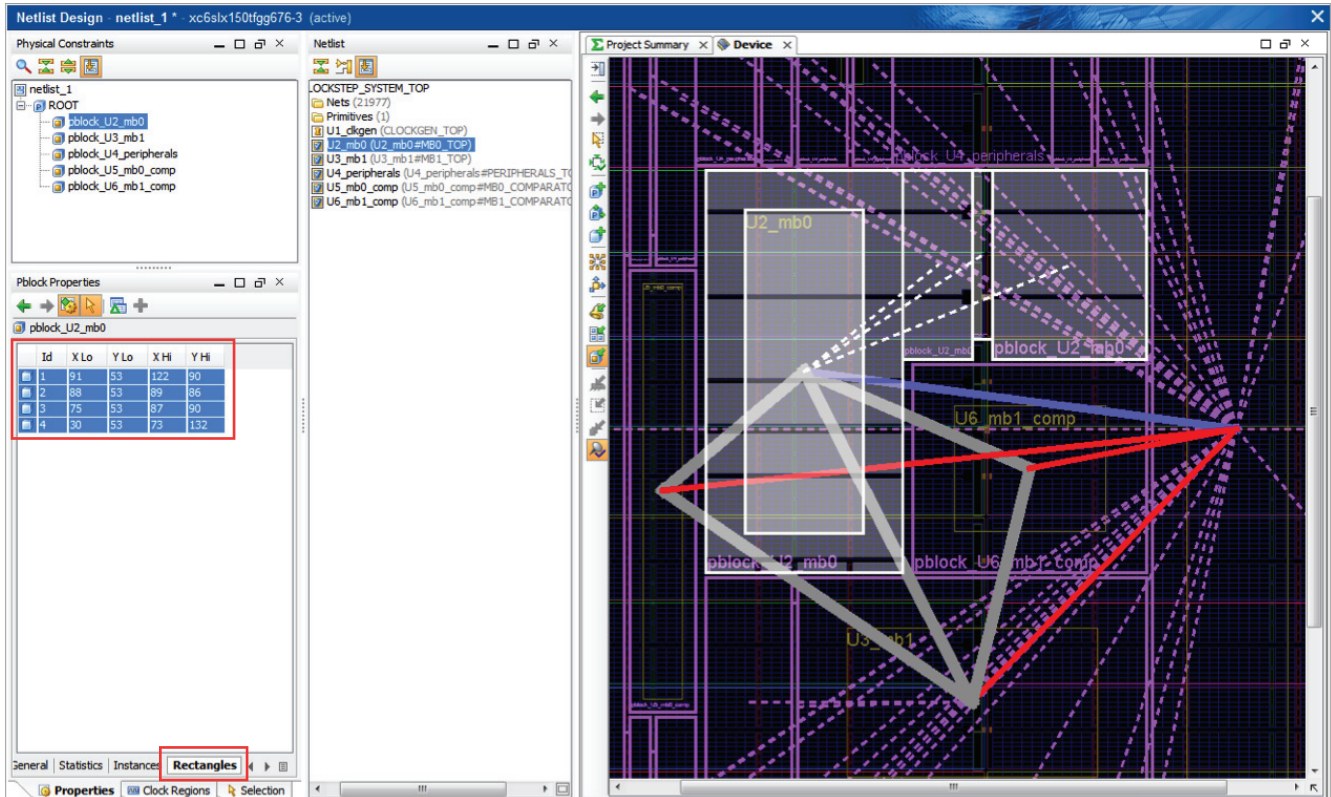 Netlist Design - netlist_1 * - xc6slx150tfgg676-3 (active)
Physical Constraints
netlist_1
ROOT
pblock_U2_mb0
pblock_U3_mb1
pblock_U4_peripherals
pblock_U5_mb0_comp
pblock_U6_mb1_comp
Pblock Properties
pblock_U2_mb0
Id X Lo Y Lo X Hi Y Hi
1 91 53 122 90
2 88 53 89 86
3 75 53 87 90
4 30 53 73 132
General Statistics Instances Rectangles
Properties Clock Regions Selection
Netlist
LOCKSTEP_SYSTEM_TOP
Nets (21977)
Primitives (1)
U1_clkgen (CLOCKGEN_TOP)
U2_mb0 (U2_mb0#MB0_TOP)
U3_mb1 (U3_mb1#MB1_TOP)
U4_peripherals (U4_peripherals#PERIPHERALS_TO
U5_mb0_comp (U5_mb0_comp#MB0_COMPARATO
U6_mb1_comp (U6_mb1_comp#MB1_COMPARATO
Project Summary Device
pblock_U4_peripherals
U2_mb0
U5_mb0_comp
pblock_U2_mb0
pblock_U2_mb0
U6_mb1_comp
pblock_U2_mb0
pblock_U6_mb1_comp
U3_mb1
pblock_U5_mb0_comp